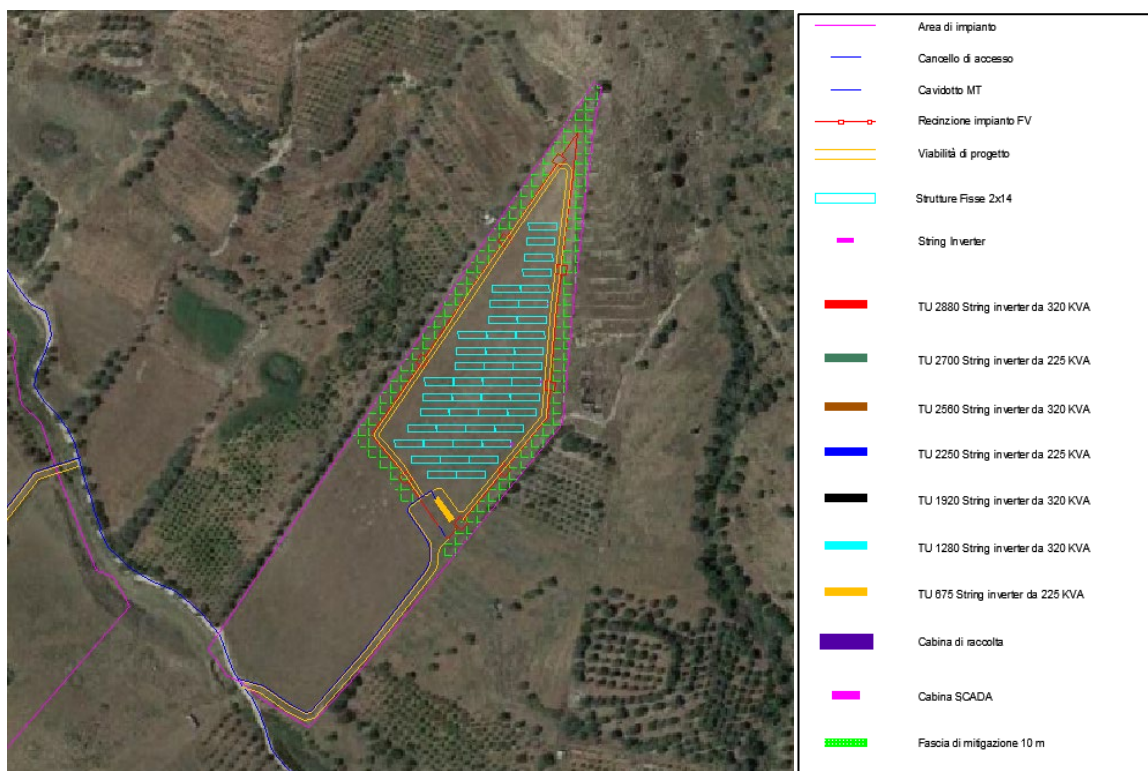 Area di impianto
Cancello di accesso
Cavidotto MT
Recinzione impianto FV
Viabilità di progetto
Strutture Fisse 2x14
String Inverter
TU 2880 String inverter da 320 KVA
TU 2700 String inverter da 225 KVA
TU 2560 String inverter da 320 KVA
TU 2250 String inverter da 225 KVA
TU 1920 String inverter da 320 KVA
TU 1280 String inverter da 320 KVA
TU 675 String inverter da 225 KVA
Cabina di raccolta
Cabina SCADA
Fascia di mitigazione 10 m